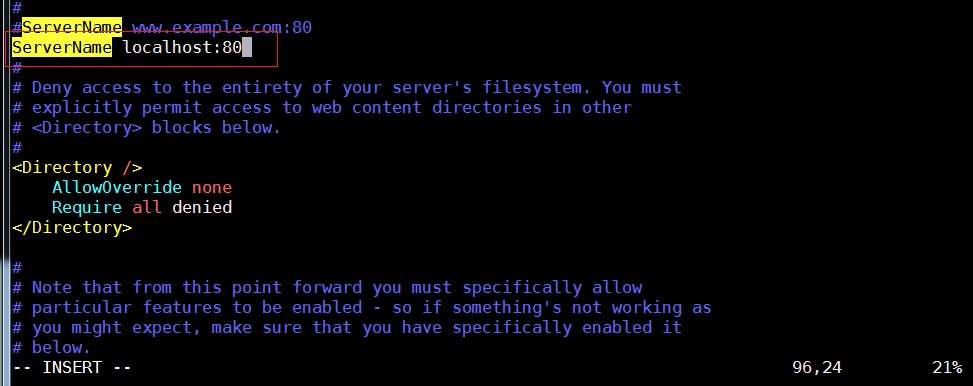 #
#ServerName www.example.com:80
ServerName localhost:80
#
# Deny access to the entirety of your server's filesystem. You must
# explicitly permit access to web content directories in other
# <Directory> blocks below.
#
<Directory />
    AllowOverride none
    Require all denied
</Directory>

#
# Note that from this point forward you must specifically allow
# particular features to be enabled - so if something's not working as
# you might expect, make sure that you have specifically enabled it
# below.
-- INSERT -- 96,24 21%